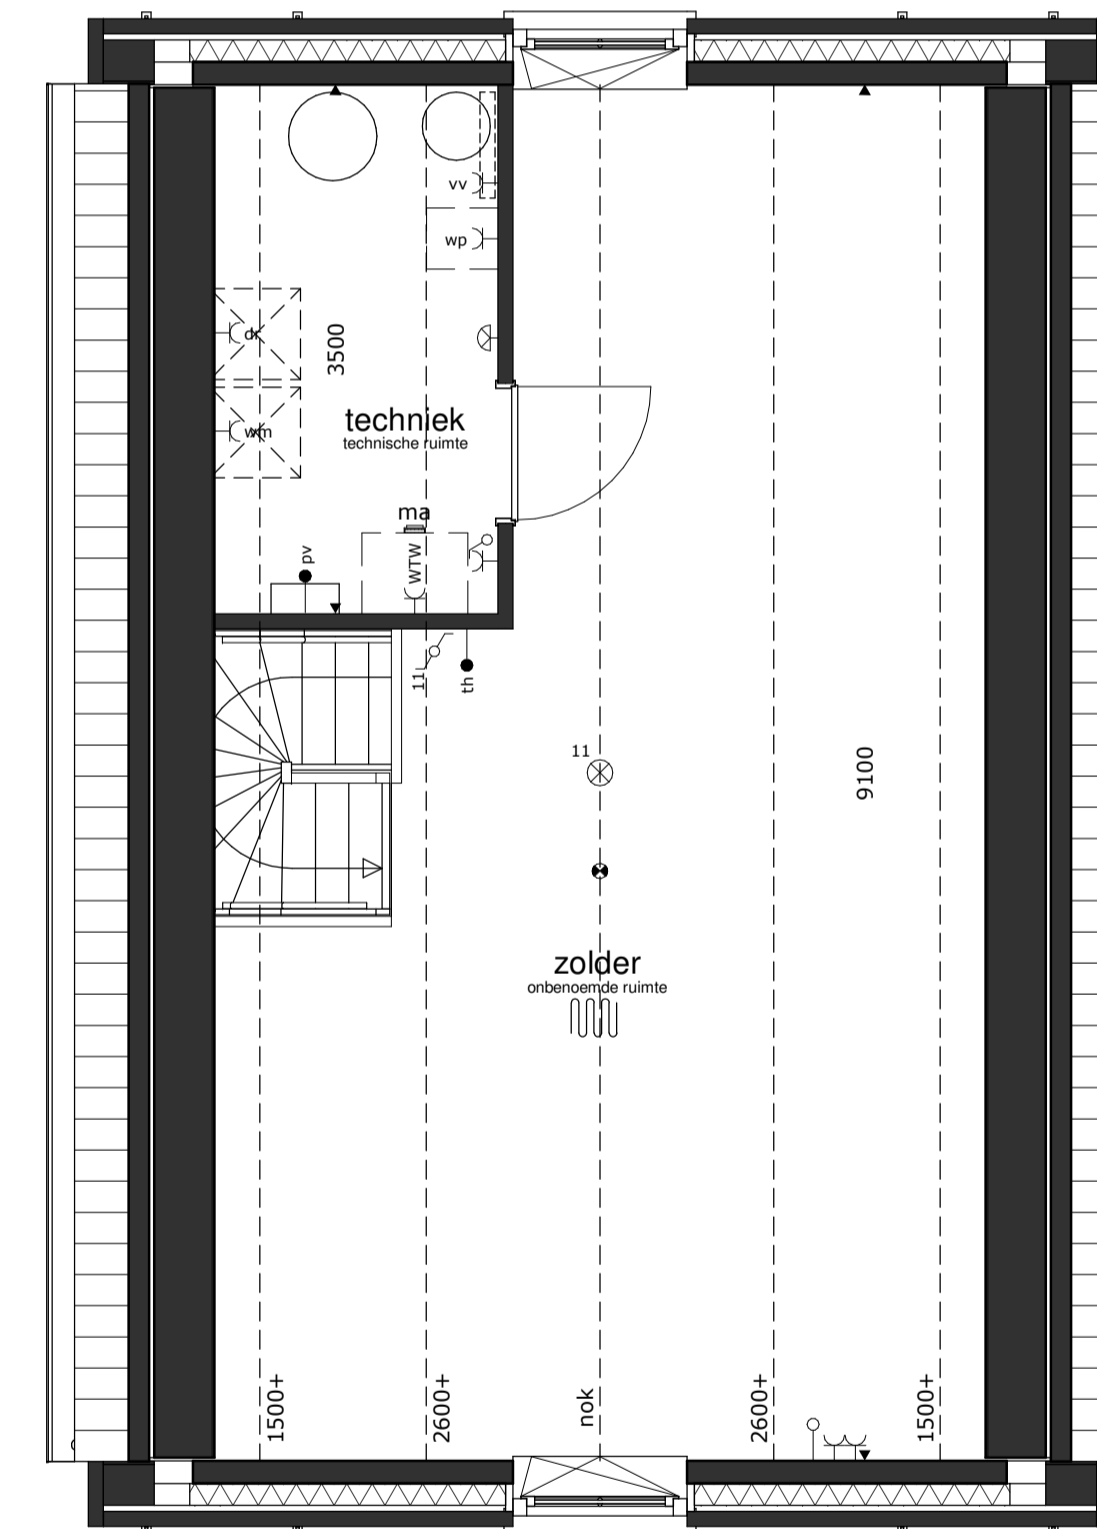 vv
wp
dr
3500
wm
techniek
technische ruimte
ma
WTW
pv
11
th
11
9100
zolder
onbenoemde ruimte
1500+
2600+
nok
2600+
1500+